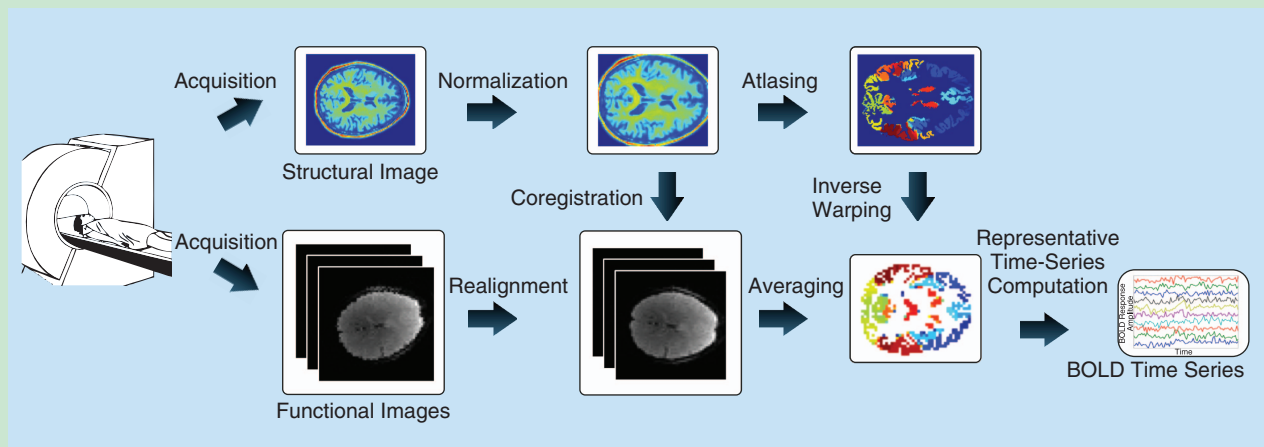 Acquisition
Normalization
Atlasing
Structural Image
Coregistration
Inverse
Warping
Acquisition
Realignment
Averaging
Representative
Time-Series
Computation
BOLD Response
Amplitude
Time
Functional Images
BOLD Time Series